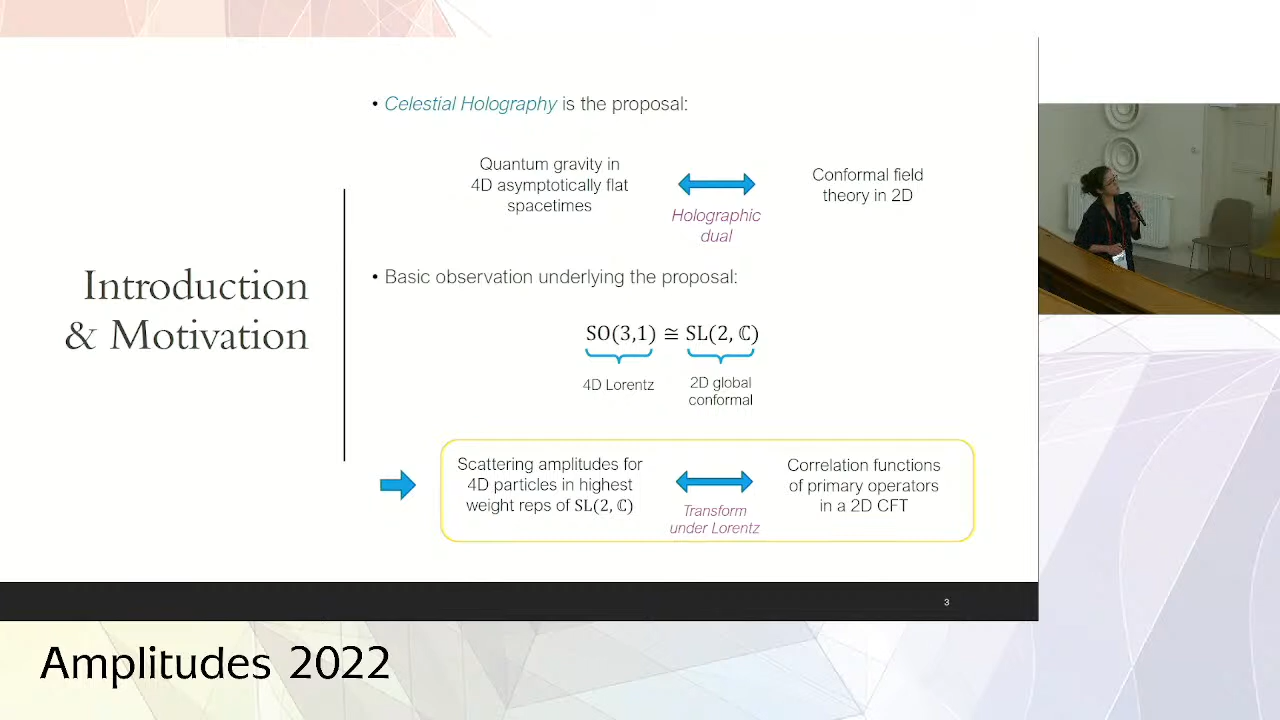 Introduction
& Motivation
• Celestial Holography is the proposal:
Quantum gravity in
4D asymptotically flat
spacetimes
Holographic
dual
Conformal field
theory in 2D
• Basic observation underlying the proposal:
SO(3,1) ≅ SL(2, ℂ)
4D Lorentz
2D global
conformal
Scattering amplitudes for
4D particles in highest
weight reps of SL(2, ℂ)
Transform
under Lorentz
Correlation functions
of primary operators
in a 2D CFT
3
Amplitudes 2022